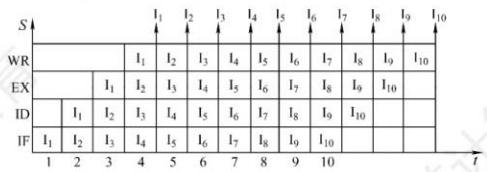 I₁ I₂ I₃ I₄ I₅ I₆ I₇ I₈ I₉ I₁₀
S
WR I₁ I₂ I₃ I₄ I₅ I₆ I₇ I₈ I₉ I₁₀
EX I₁ I₂ I₃ I₄ I₅ I₆ I₇ I₈ I₉ I₁₀
ID I₁ I₂ I₃ I₄ I₅ I₆ I₇ I₈ I₉ I₁₀
IF I₁ I₂ I₃ I₄ I₅ I₆ I₇ I₈ I₉ I₁₀
1 2 3 4 5 6 7 8 9 10 t